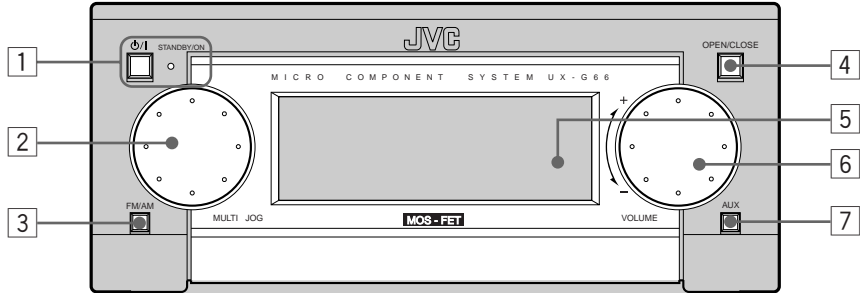 JVC
1
⏻/I STANDBY/ON
OPEN/CLOSE
4
MICRO COMPONENT SYSTEM UX-G66
+
5
2
6
–
3
FM/AM
MULTI JOG
MOS-FET
VOLUME
AUX
7